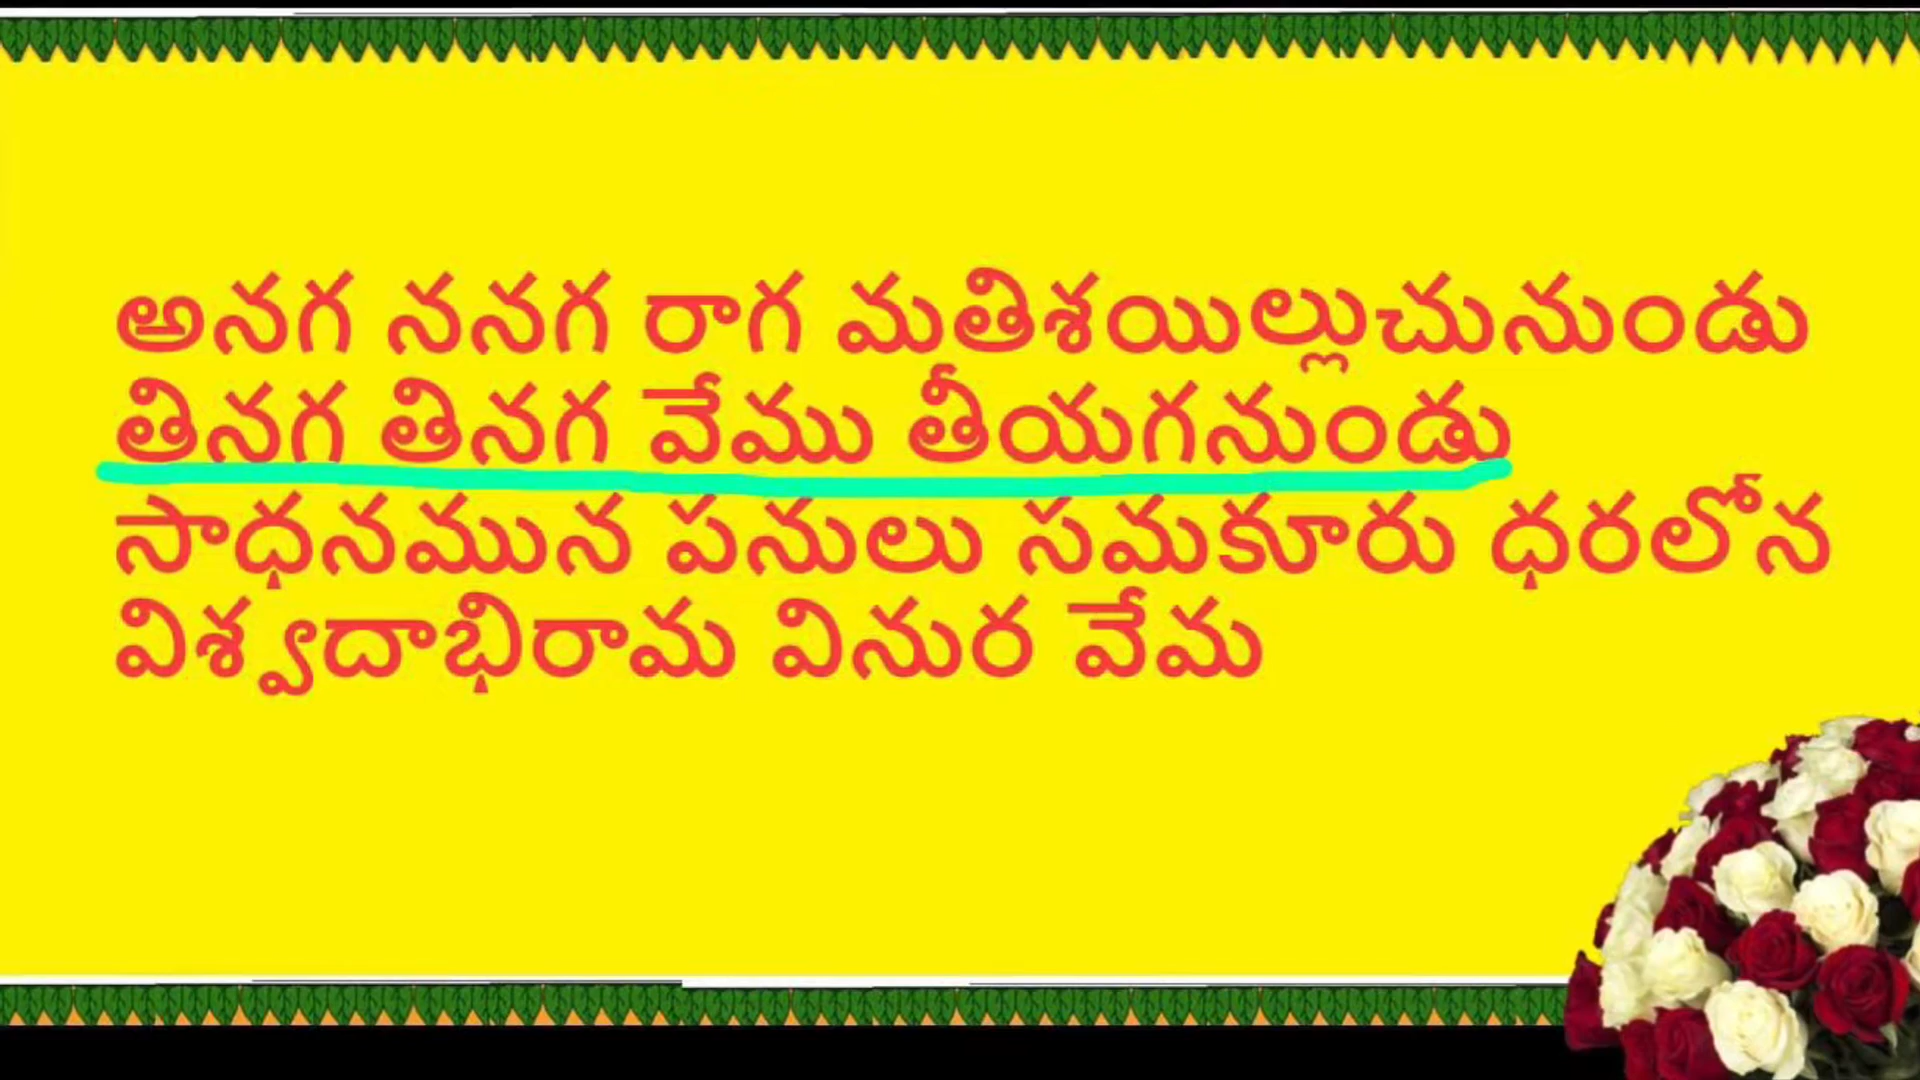 అనగ ననగ రాగ మతిశయిల్లుచునుండు
తినగ తినగ వేము తీయగనుండు
సాధనమున పనులు సమకూరు ధరలోన
విశ్వదాభిరామ వినుర వేమ